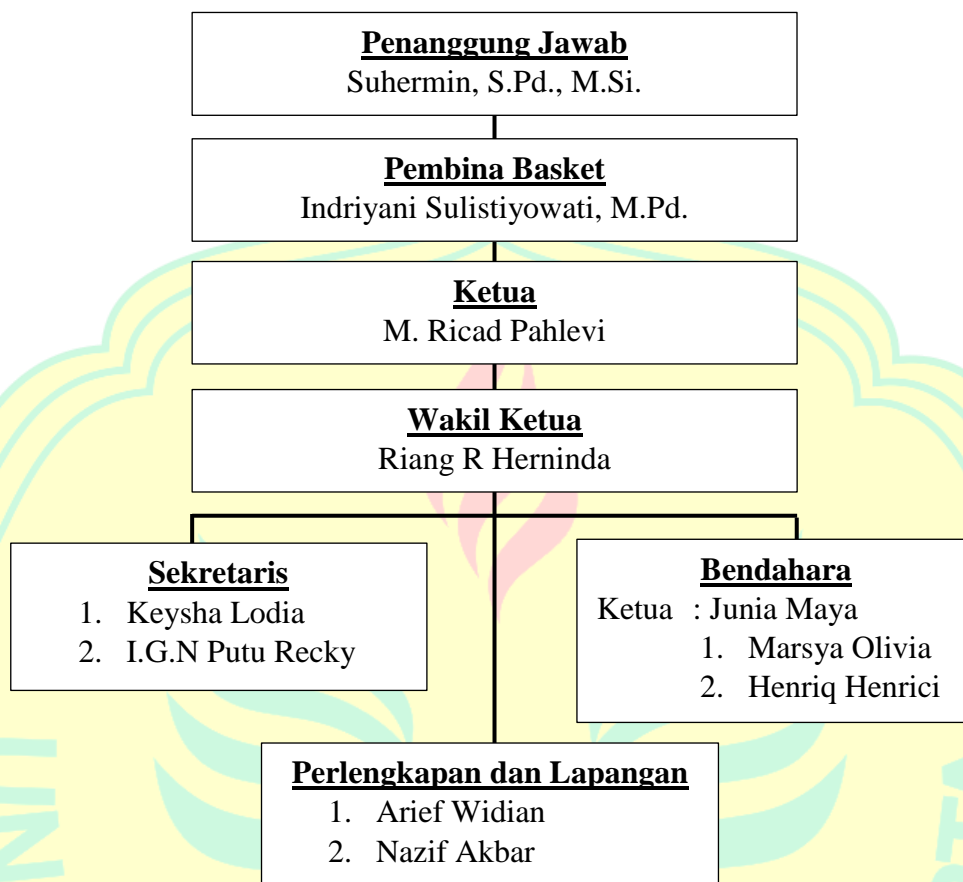 Penanggung Jawab
Suhermin, S.Pd., M.Si.
Pembina Basket
Indriyani Sulistiyowati, M.Pd.
Ketua
M. Ricad Pahlevi
Wakil Ketua
Riang R Herninda
Sekretaris
1. Keysha Lodia
2. I.G.N Putu Recky
Bendahara
Ketua : Junia Maya
1. Marsya Olivia
2. Henriq Henrici
Perlengkapan dan Lapangan
1. Arief Widian
2. Nazif Akbar